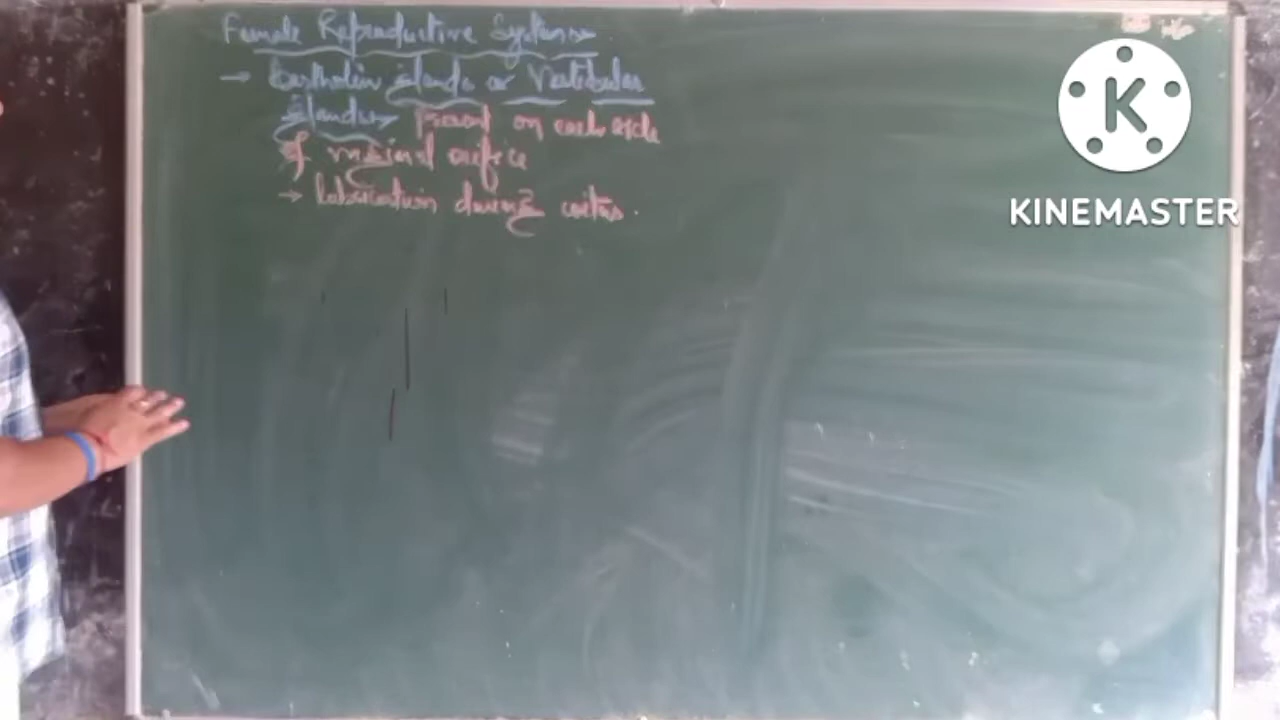 Female Reproductive System
→ Bartholin glands or Vestibular
glands present on each side
of vaginal orifice
→ Lubrication during coitus.
K
KINEMASTER